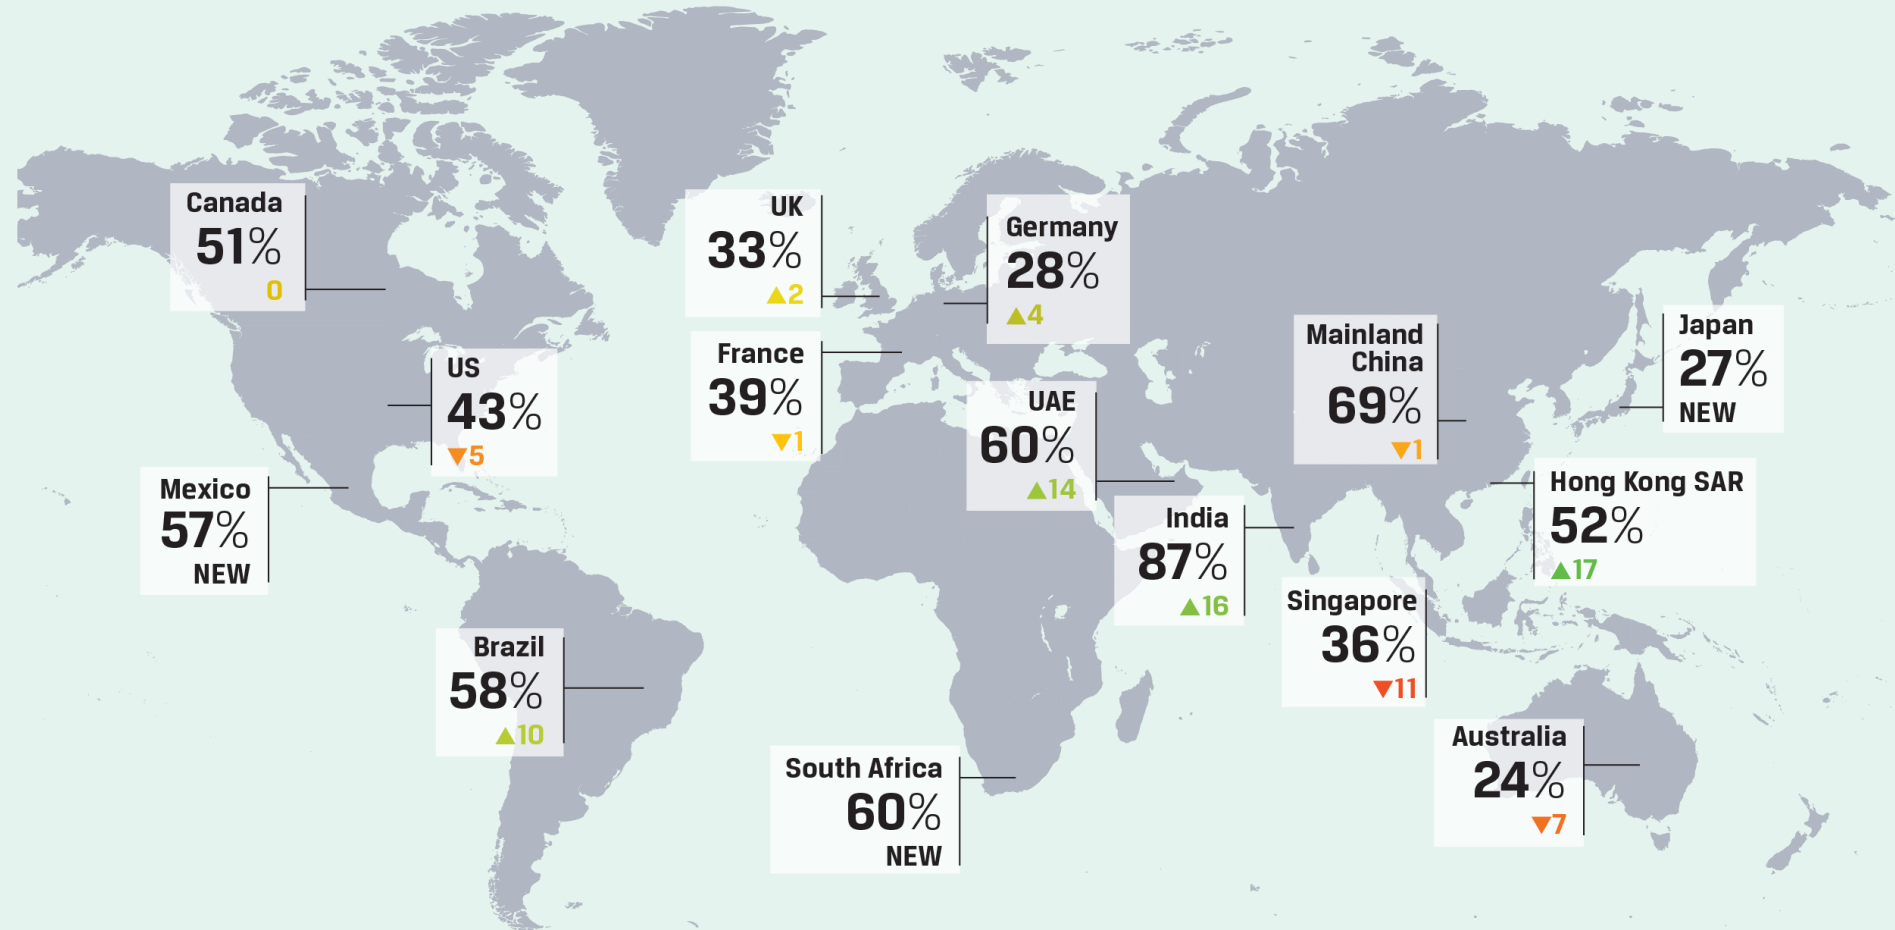 Canada
51%
0
US
43%
▼5
Mexico
57%
NEW
Brazil
58%
▲10
UK
33%
▲2
France
39%
▼1
Germany
28%
▲4
UAE
60%
▲14
South Africa
60%
NEW
India
87%
▲16
Mainland
China
69%
▼1
Japan
27%
NEW
Hong Kong SAR
52%
▲17
Singapore
36%
▼11
Australia
24%
▼7